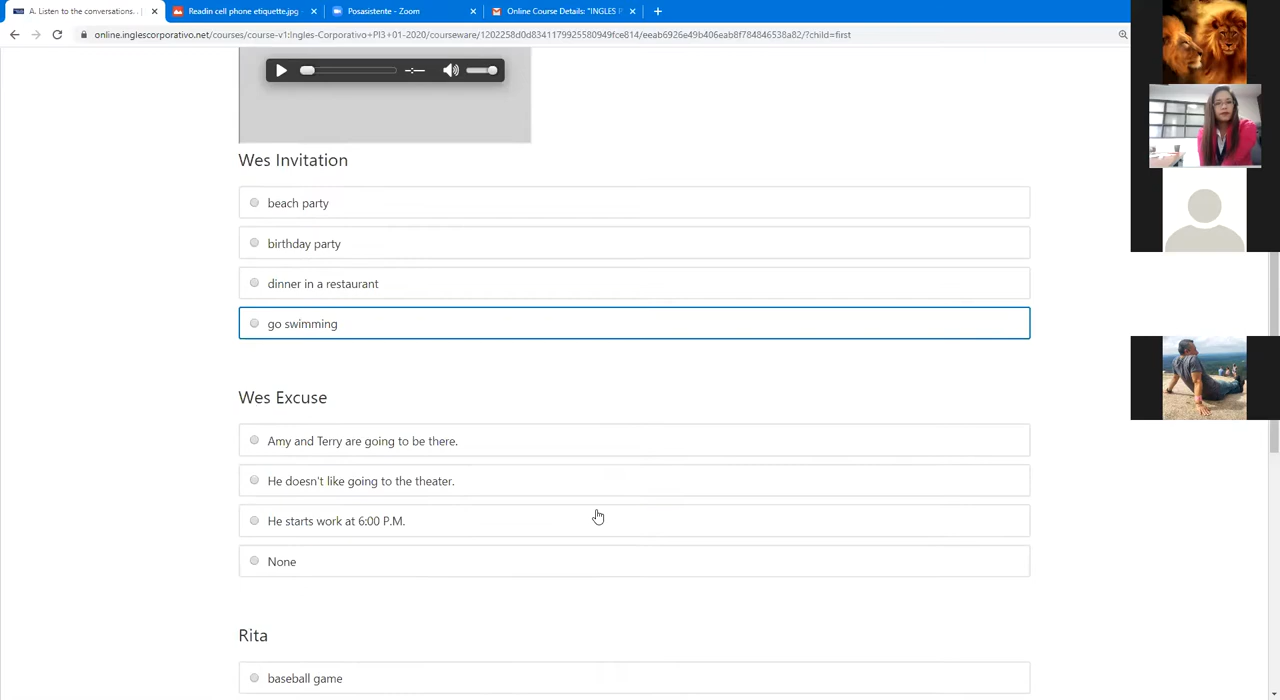 A. Listen to the conversations. .
Readin cell phone etiquette.jpg
Posasistente - Zoom
Online Course Details: "INGLES P
online.inglescorporativo.net/courses/course-v1:Ingles-Corporativo+PI3+01-2020/courseware/1202258d0d8341179925580949fce814/eeab6926e49b406eab8f784846538a82/?child=first
Wes Invitation
beach party
birthday party
dinner in a restaurant
go swimming
Wes Excuse
Amy and Terry are going to be there.
He doesn't like going to the theater.
He starts work at 6:00 P.M.
None
Rita
baseball game